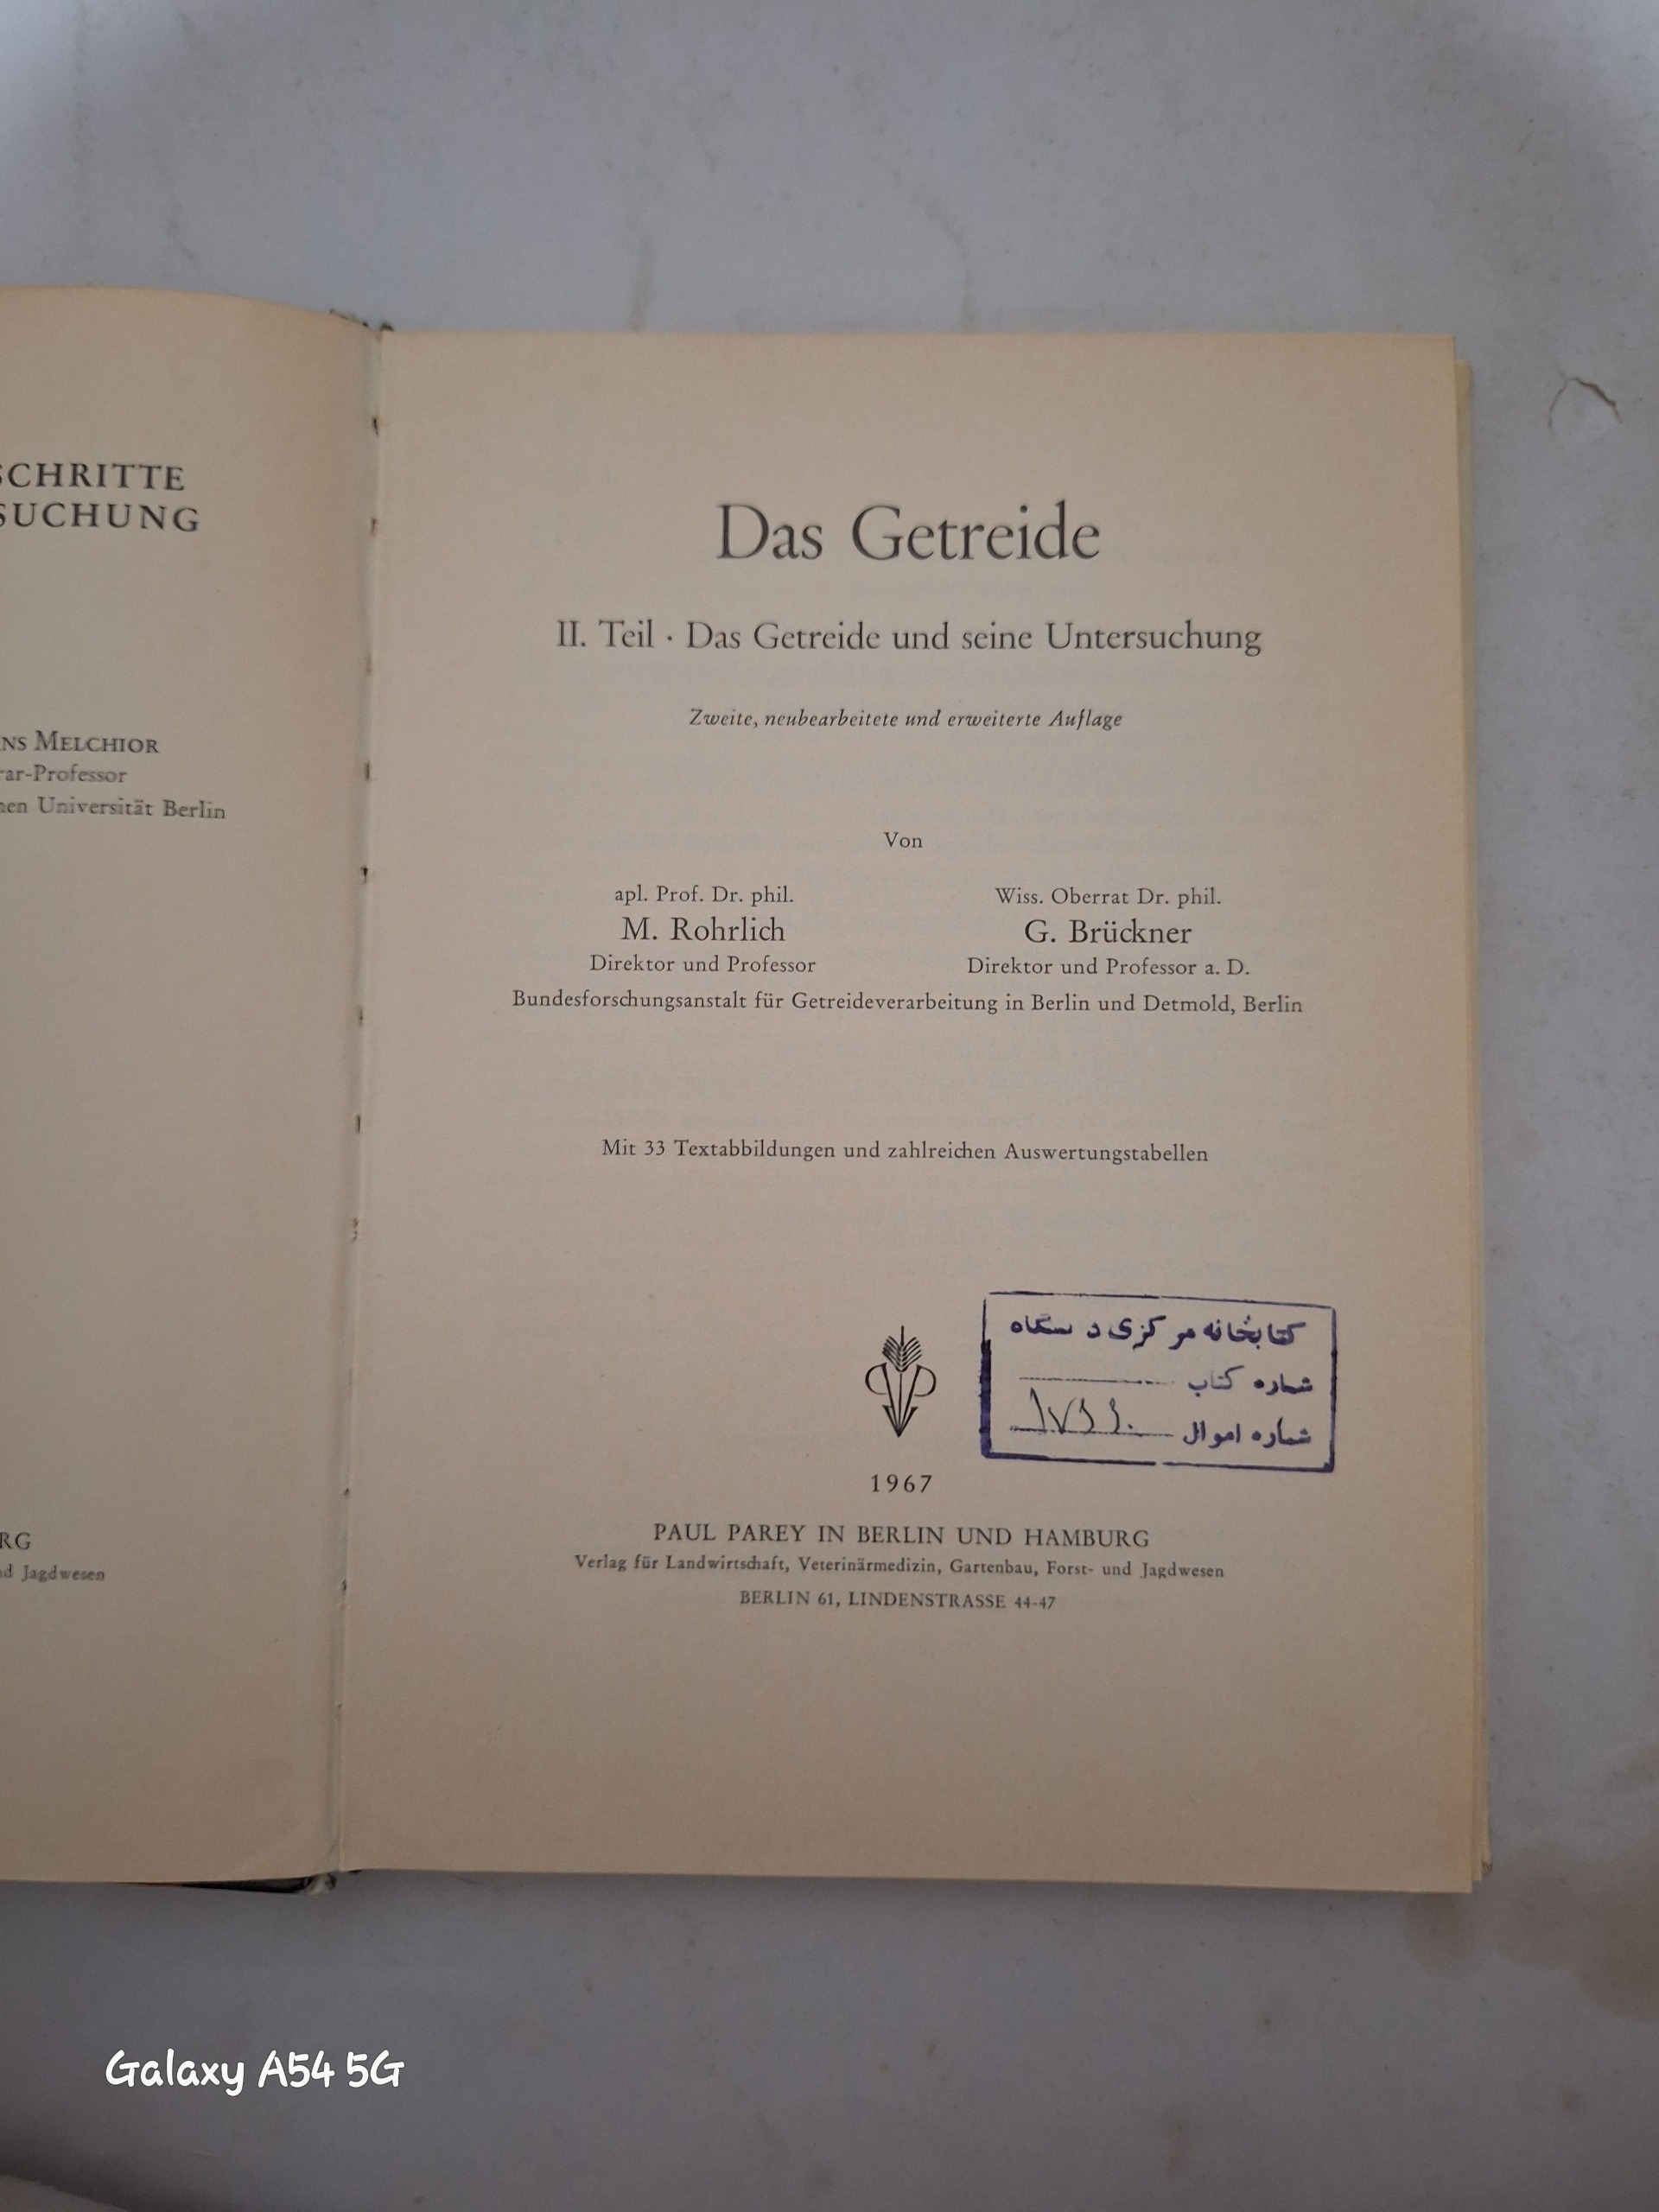 SCHRITTE
SUCHUNG
NS MELCHIOR
rar-Professor
hen Universität Berlin
RG
d Jagdwesen
Das Getreide
II. Teil · Das Getreide und seine Untersuchung
Zweite, neubearbeitete und erweiterte Auflage
Von
apl. Prof. Dr. phil.
M. Rohrlich
Direktor und Professor
Wiss. Oberrat Dr. phil.
G. Brückner
Direktor und Professor a. D.
Bundesforschungsanstalt für Getreideverarbeitung in Berlin und Detmold, Berlin
Mit 33 Textabbildungen und zahlreichen Auswertungstabellen
کتابخانه مرکزی
شماره کتاب
شماره اموال
1967
PAUL PAREY IN BERLIN UND HAMBURG
Verlag für Landwirtschaft, Veterinärmedizin, Gartenbau, Forst- und Jagdwesen
BERLIN 61, LINDENSTRASSE 44-47
Galaxy A54 5G